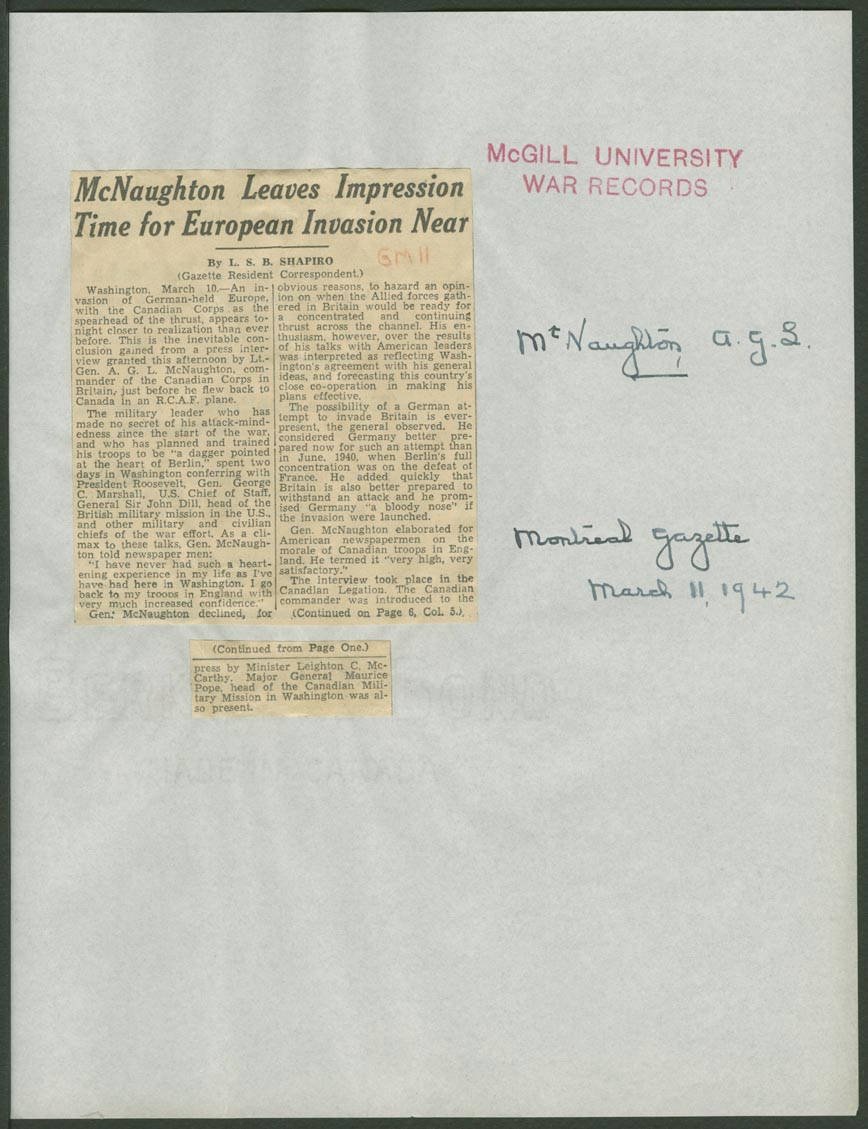 McGILL UNIVERSITY
WAR RECORDS
McNaughton Leaves Impression
Time for European Invasion Near
By L. S. B. SHAPIRO
GM11
(Gazette Resident Correspondent.)
Washington, March 10.—An in-
vasion of German-held Europe,
with the Canadian Corps as the
spearhead of the thrust, appears to-
night closer to realization than ever
before. This is the inevitable con-
clusion gained from a press inter-
view granted this afternoon by Lt.-
Gen. A. G. L. McNaughton, com-
mander of the Canadian Corps in
Britain, just before he flew back to
Canada in an R.C.A.F. plane.
The military leader who has
made no secret of his attack-mind-
edness since the start of the war,
and who has planned and trained
his troops to be "a dagger pointed
at the heart of Berlin," spent two
days in Washington conferring with
President Roosevelt, Gen. George
C. Marshall, U.S. Chief of Staff,
General Sir John Dill, head of the
British military mission in the U.S.,
and other military and civilian
chiefs of the war effort. As a cli-
max to these talks, Gen. McNaugh-
ton told newspaper men:
"I have never had such a heart-
ening experience in my life as I've
have had here in Washington. I go
back to my troops in England with
very much increased confidence."
Gen. McNaughton declined, for
obvious reasons, to hazard an opin-
ion on when the Allied forces gath-
ered in Britain would be ready for
a concentrated and continuing
thrust across the channel. His en-
thusiasm, however, over the results
of his talks with American leaders
was interpreted as reflecting Wash-
ington's agreement with his general
ideas, and forecasting this country's
close co-operation in making his
plans effective.
The possibility of a German at-
tempt to invade Britain is ever-
present, the general observed. He
considered Germany better pre-
pared now for such an attempt than
in June, 1940, when Berlin's full
concentration was on the defeat of
France. He added quickly that
Britain is also better prepared to
withstand an attack and he prom-
ised Germany "a bloody nose" if
the invasion were launched.
Gen. McNaughton elaborated for
American newspapermen on the
morale of Canadian troops in Eng-
land. He termed it "very high, very
satisfactory."
The interview took place in the
Canadian Legation. The Canadian
commander was introduced to the
(Continued on Page 6, Col. 5.)
(Continued from Page One.)
press by Minister Leighton C. Mc-
Carthy. Major General Maurice
Pope, head of the Canadian Mili-
tary Mission in Washington was al-
so present.
McNaughton, A.G.L.
Montreal Gazette
March 11, 1942